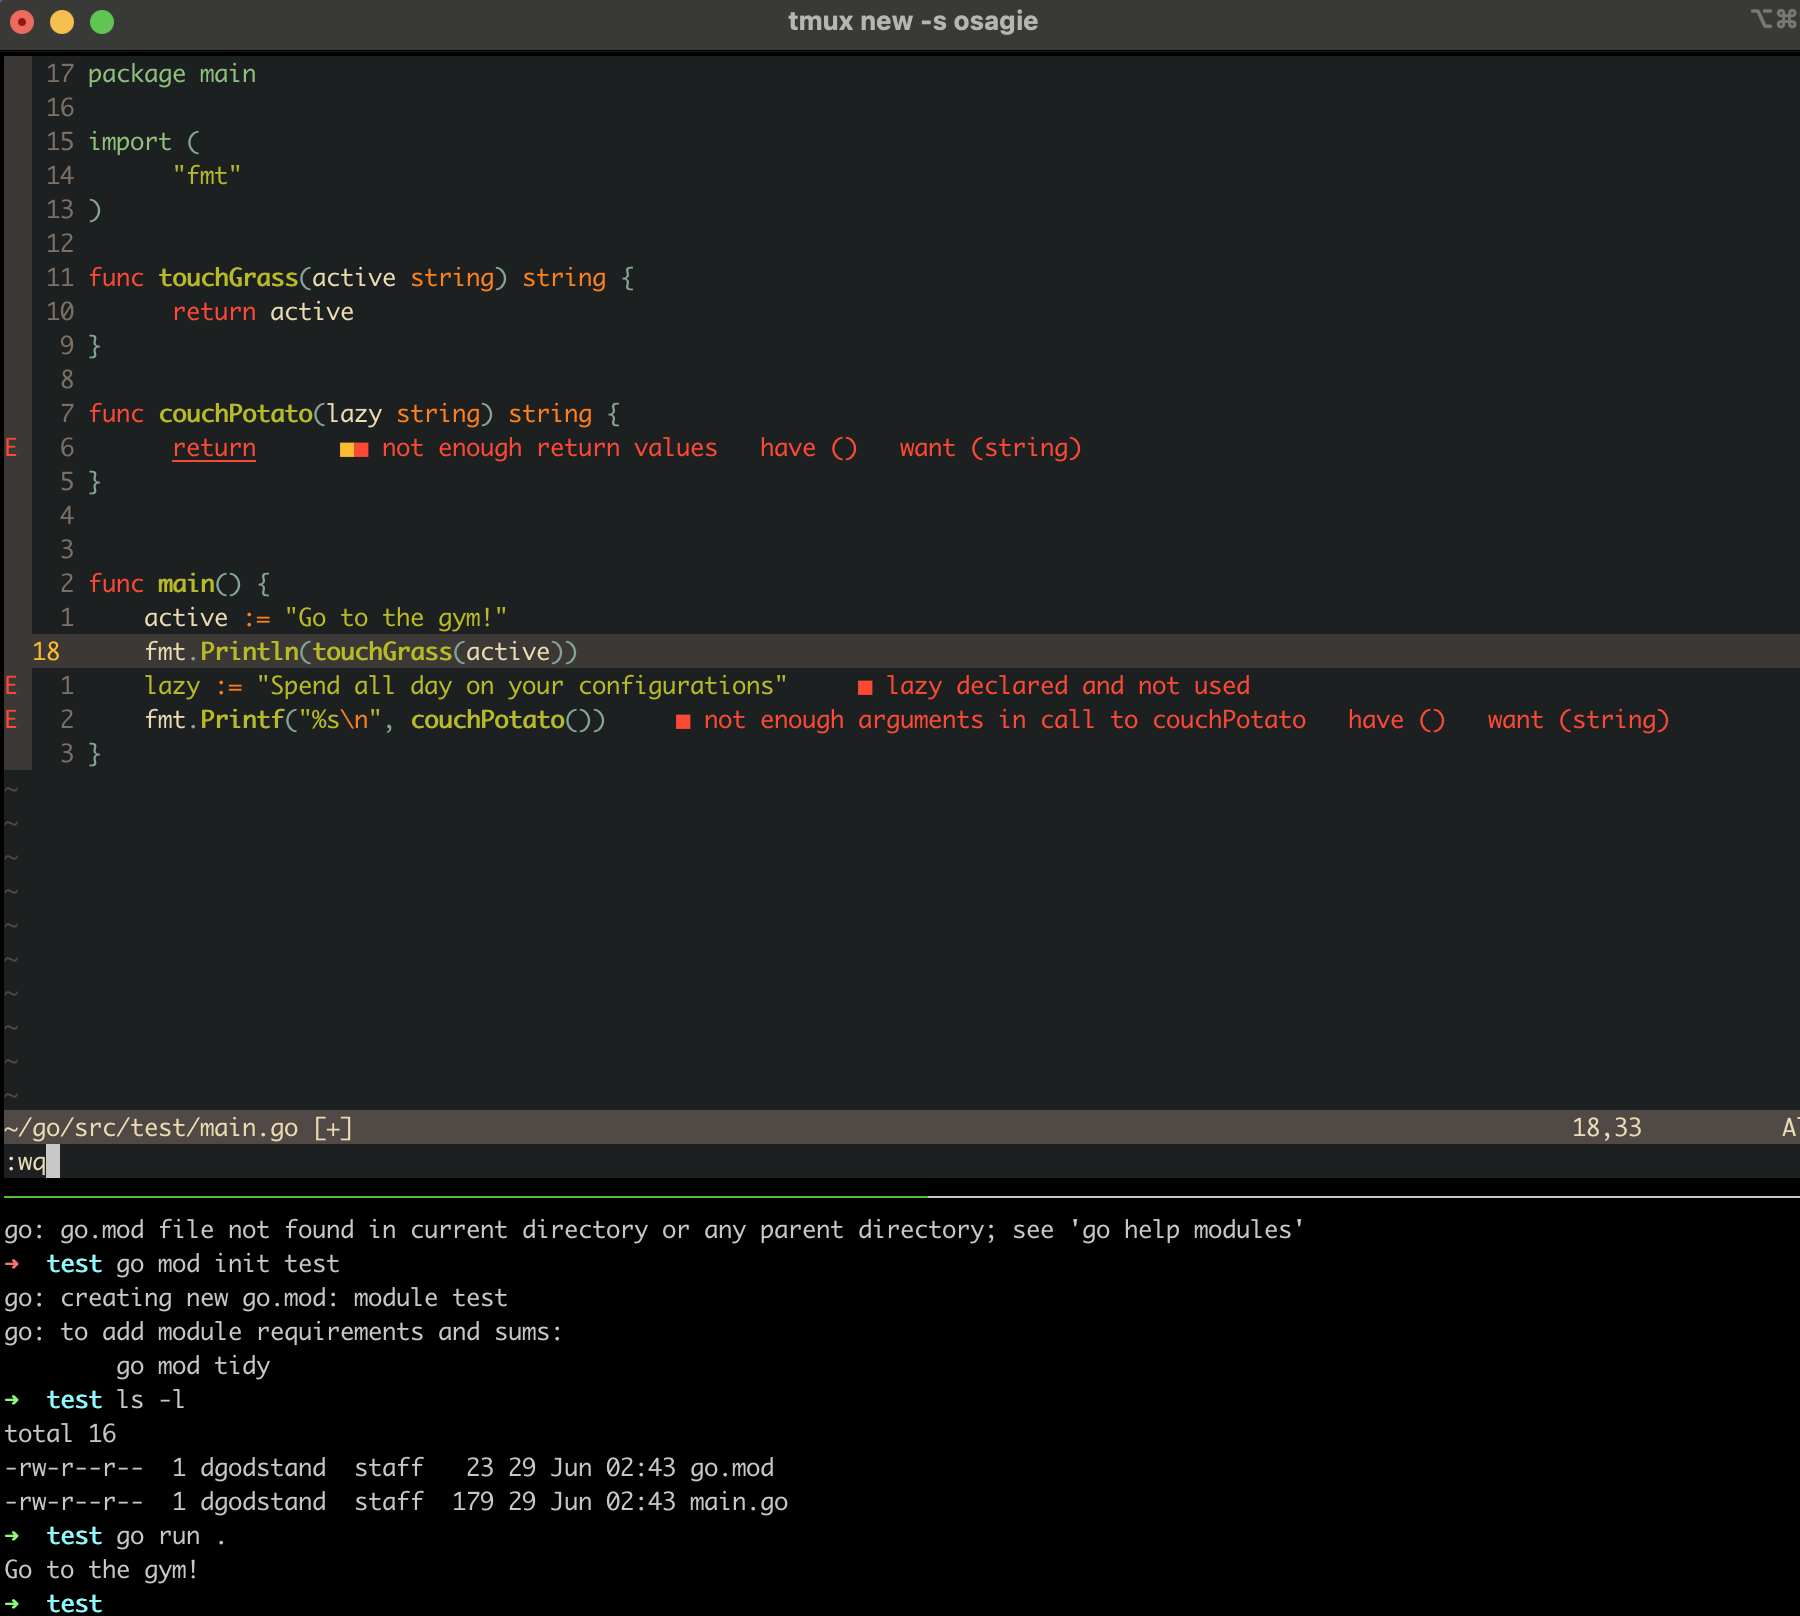 tmux new -s osagie ⌥⌘
17 package main
16
15 import (
14 "fmt"
13 )
12
11 func touchGrass(active string) string {
10 return active
9 }
8
7 func couchPotato(lazy string) string {
E 6 return ■■ not enough return values have () want (string)
5 }
4
3
2 func main() {
1 active := "Go to the gym!"
18 fmt.Println(touchGrass(active))
E 1 lazy := "Spend all day on your configurations" ■ lazy declared and not used
E 2 fmt.Printf("%s\n", couchPotato()) ■ not enough arguments in call to couchPotato have () want (string)
3 }
~
~
~
~
~
~
~
~
~
~
~/go/src/test/main.go [+] 18,33 A
:wq
go: go.mod file not found in current directory or any parent directory; see 'go help modules'
➜ test go mod init test
go: creating new go.mod: module test
go: to add module requirements and sums:
go mod tidy
➜ test ls -l
total 16
-rw-r--r-- 1 dgodstand staff 23 29 Jun 02:43 go.mod
-rw-r--r-- 1 dgodstand staff 179 29 Jun 02:43 main.go
➜ test go run .
Go to the gym!
➜ test